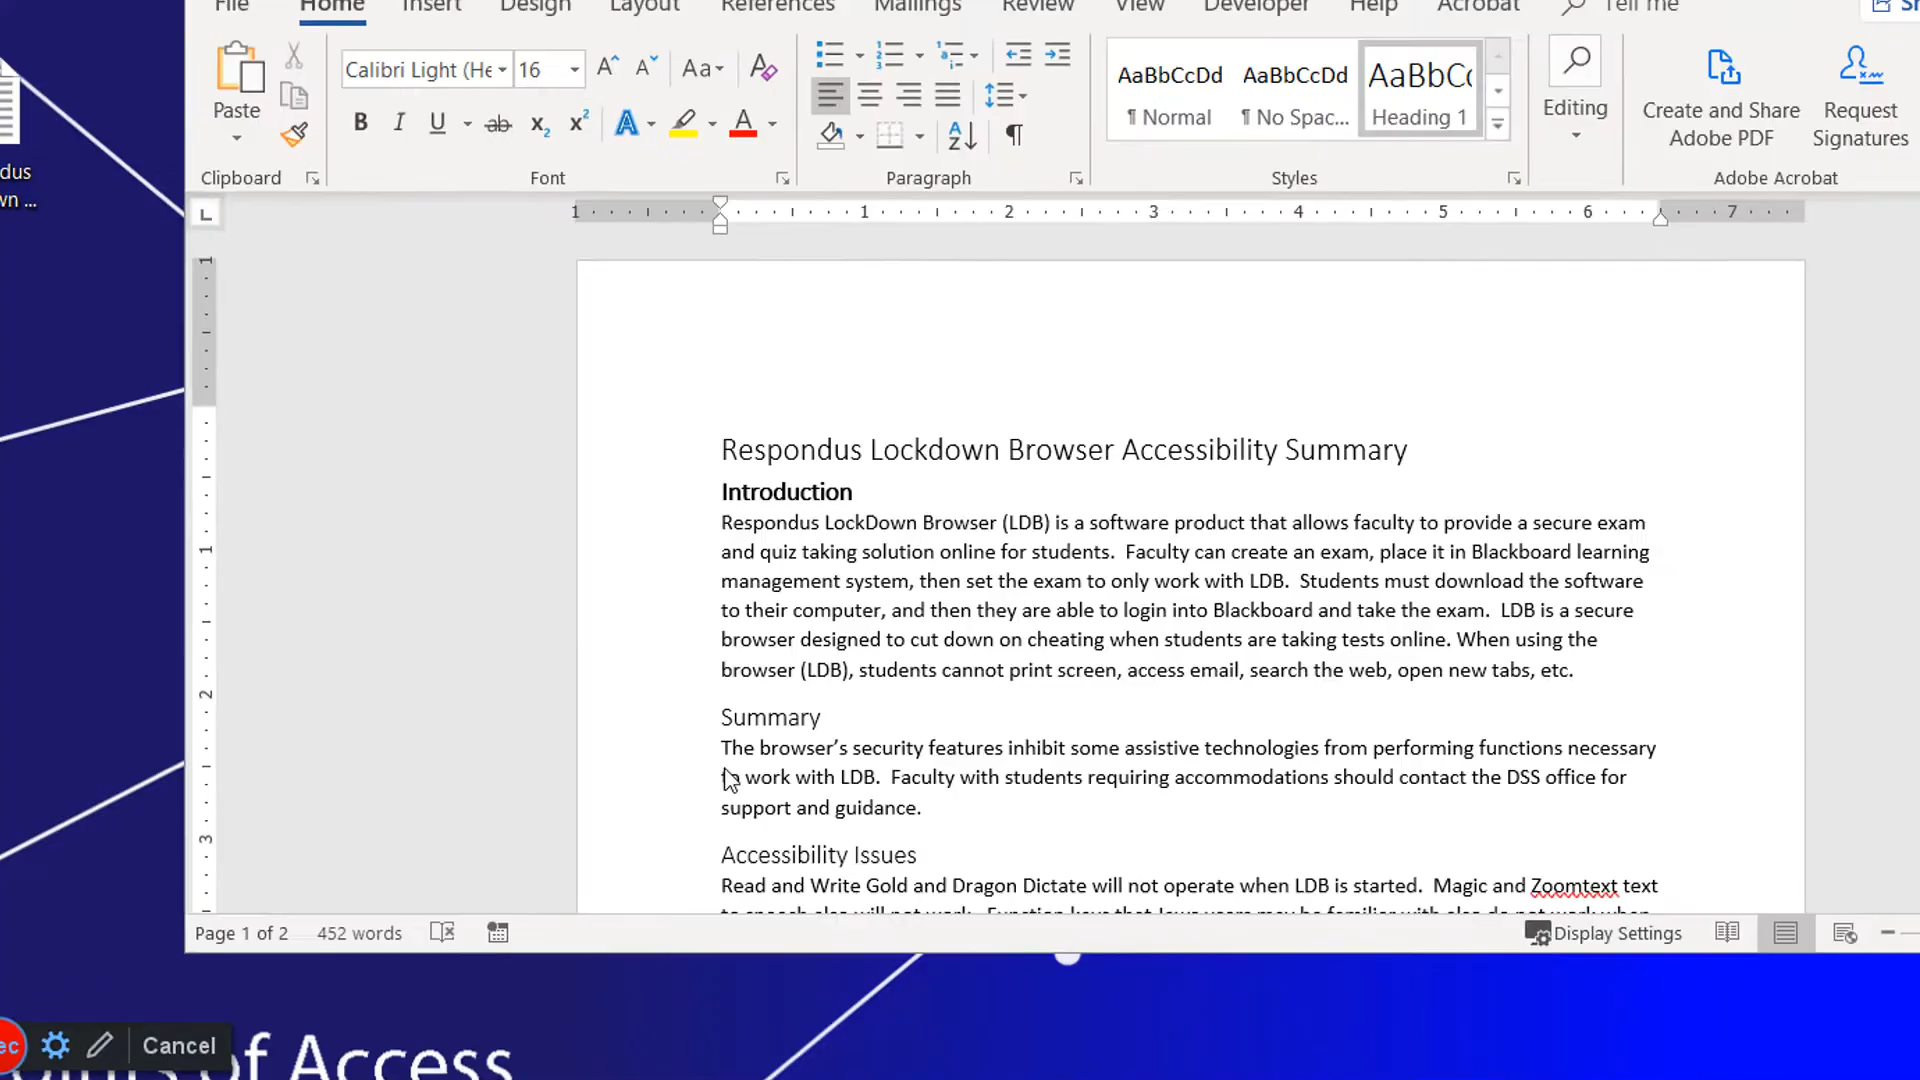 File Home Insert Design Layout References Mailings Review View Developer Help Acrobat Tell me
Paste
Calibri Light (He 16
AaBbCcDd AaBbCcDd AaBbCc
¶ Normal ¶ No Spac... Heading 1
Editing
Create and Share
Adobe PDF
Request
Signatures
Clipboard Font Paragraph Styles Adobe Acrobat
1 1 2 3 4 5 6 7
Respondus Lockdown Browser Accessibility Summary
Introduction
Respondus LockDown Browser (LDB) is a software product that allows faculty to provide a secure exam
and quiz taking solution online for students.  Faculty can create an exam, place it in Blackboard learning
management system, then set the exam to only work with LDB.  Students must download the software
to their computer, and then they are able to login into Blackboard and take the exam.  LDB is a secure
browser designed to cut down on cheating when students are taking tests online. When using the
browser (LDB), students cannot print screen, access email, search the web, open new tabs, etc.
Summary
The browser’s security features inhibit some assistive technologies from performing functions necessary
to work with LDB.  Faculty with students requiring accommodations should contact the DSS office for
support and guidance.
Accessibility Issues
Read and Write Gold and Dragon Dictate will not operate when LDB is started.  Magic and Zoomtext text
Page 1 of 2 452 words Display Settings
Cancel
of Access